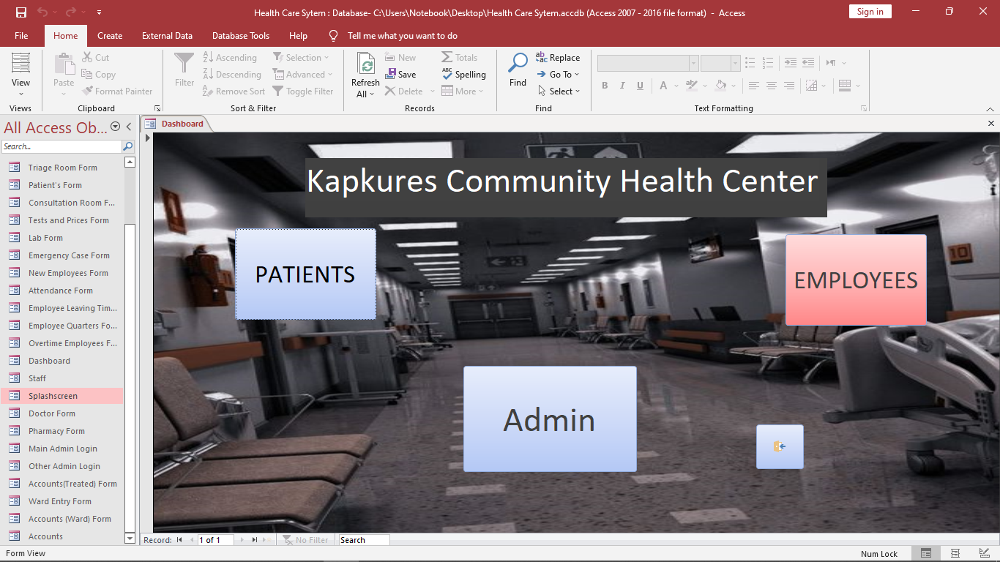 Health Care Sytem : Database- C:\Users\Notebook\Desktop\Health Care Sytem.accdb (Access 2007 - 2016 file format) - Access
Sign in
File Home Create External Data Database Tools Help Tell me what you want to do
View
Views
Paste
Cut
Copy
Format Painter
Clipboard
Filter
Ascending
Descending
Remove Sort
Selection
Advanced
Toggle Filter
Sort & Filter
Refresh
All
New
Save
Delete
Totals
Spelling
More
Records
Find
Replace
Go To
Select
Find
B I U
A
Text Formatting
All Access Ob...
Search...
Triage Room Form
Patient's Form
Consultation Room F...
Tests and Prices Form
Lab Form
Emergency Case Form
New Employees Form
Attendance Form
Employee Leaving Tim...
Employee Quarters Fo...
Overtime Employees F...
Dashboard
Staff
Splashscreen
Doctor Form
Pharmacy Form
Main Admin Login
Other Admin Login
Accounts(Treated) Form
Ward Entry Form
Accounts (Ward) Form
Accounts
Dashboard
Kapkures Community Health Center
PATIENTS
EMPLOYEES
10
Admin
Record: 1 of 1 No Filter Search
Form View
Num Lock